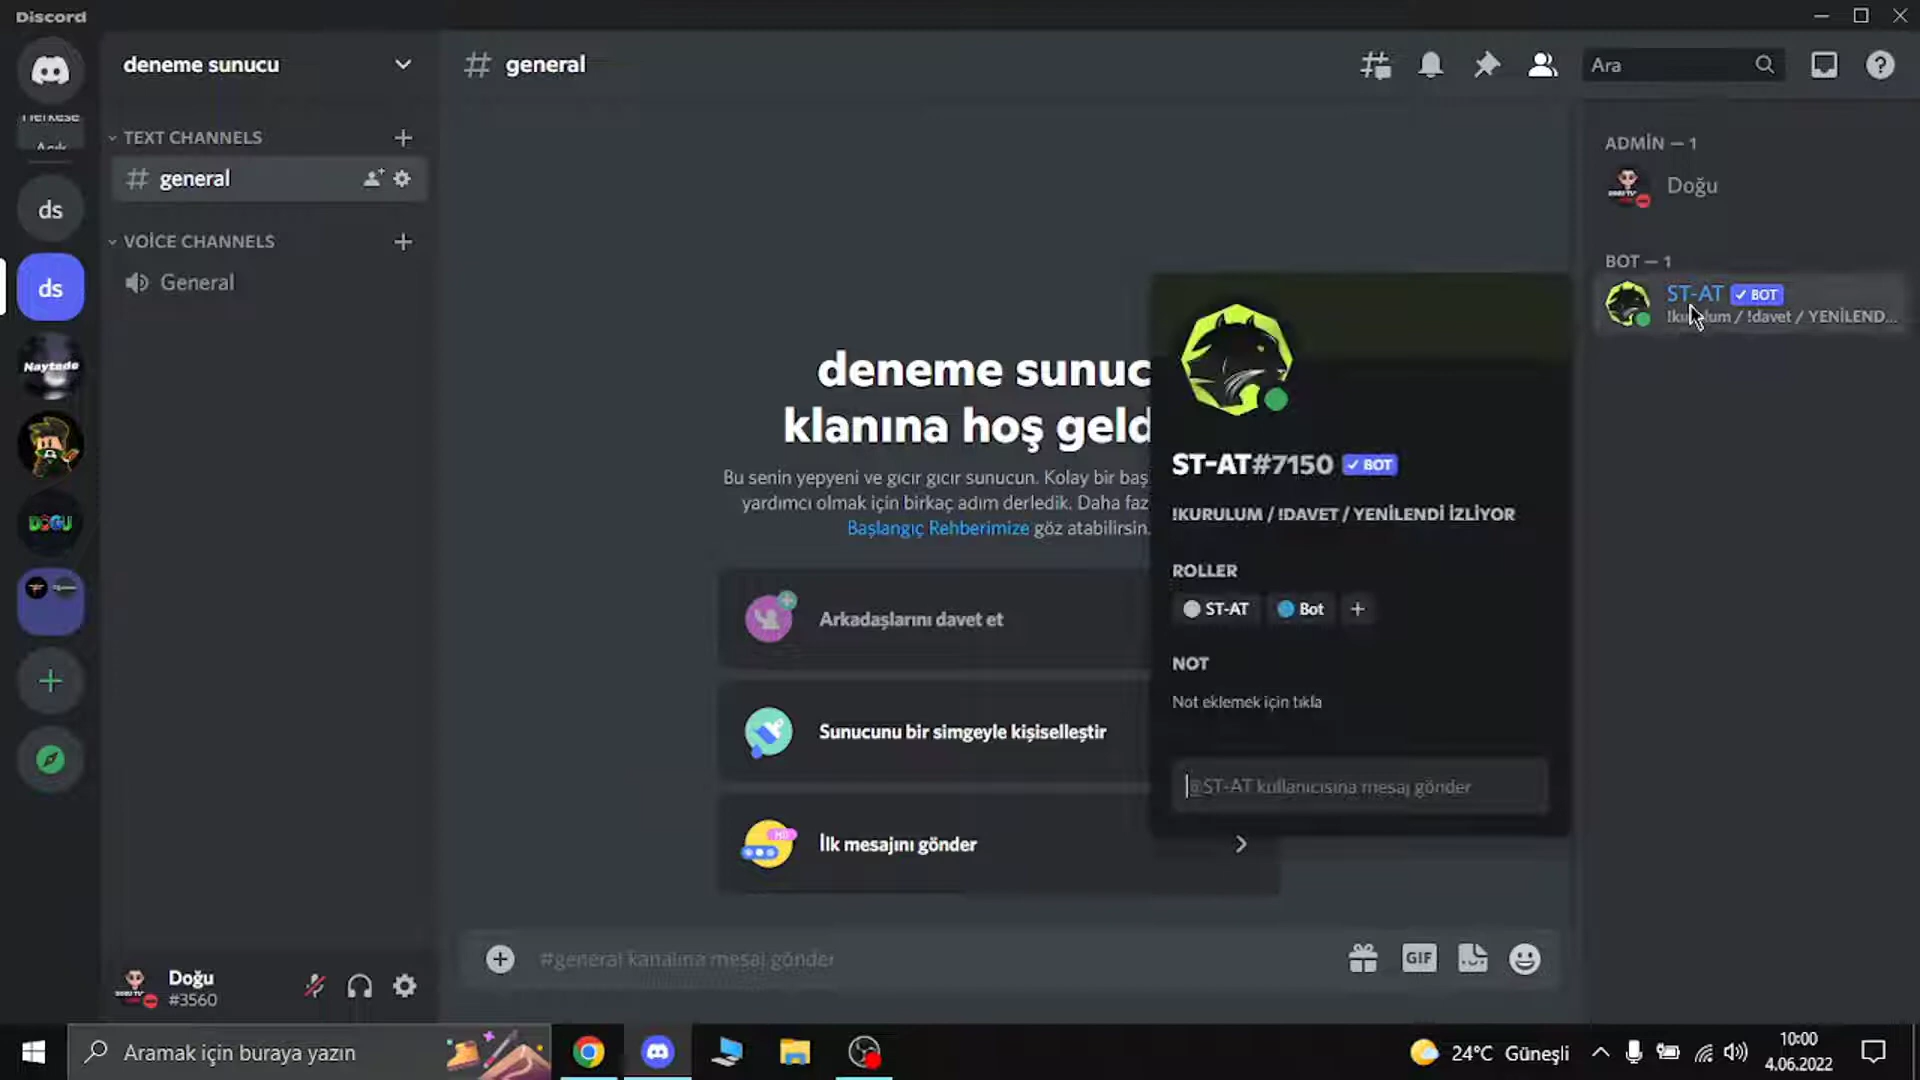 Discord
deneme sunucu
general
Ara
Herkese
Açık
TEXT CHANNELS
general
ds
VOİCE CHANNELS
General
ds
Naytado
DOGU
ADMİN — 1
Doğu
BOT — 1
ST-AT ✓ BOT
!kurulum / !davet / YENİLEND...
deneme sunuc
klanına hoş geld
Bu senin yepyeni ve gıcır gıcır sunucun. Kolay bir baş
yardımcı olmak için birkaç adım derledik. Daha faz
Başlangıç Rehberimize göz atabilirsin.
Arkadaşlarını davet et
Sunucunu bir simgeyle kişiselleştir
İlk mesajını gönder
ST-AT#7150 ✓ BOT
!KURULUM / !DAVET / YENİLENDİ İZLİYOR
ROLLER
ST-AT Bot +
NOT
Not eklemek için tıkla
@ST-AT kullanıcısına mesaj gönder
#general kanalına mesaj gönder
GIF
Doğu
#3560
Aramak için buraya yazın
24°C Güneşli
10:00
4.06.2022